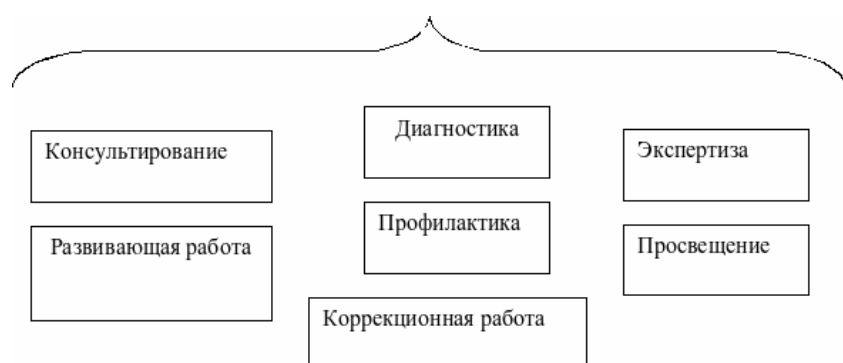 Консультирование
Диагностика
Экспертиза
Развивающая работа
Профилактика
Просвещение
Коррекционная работа